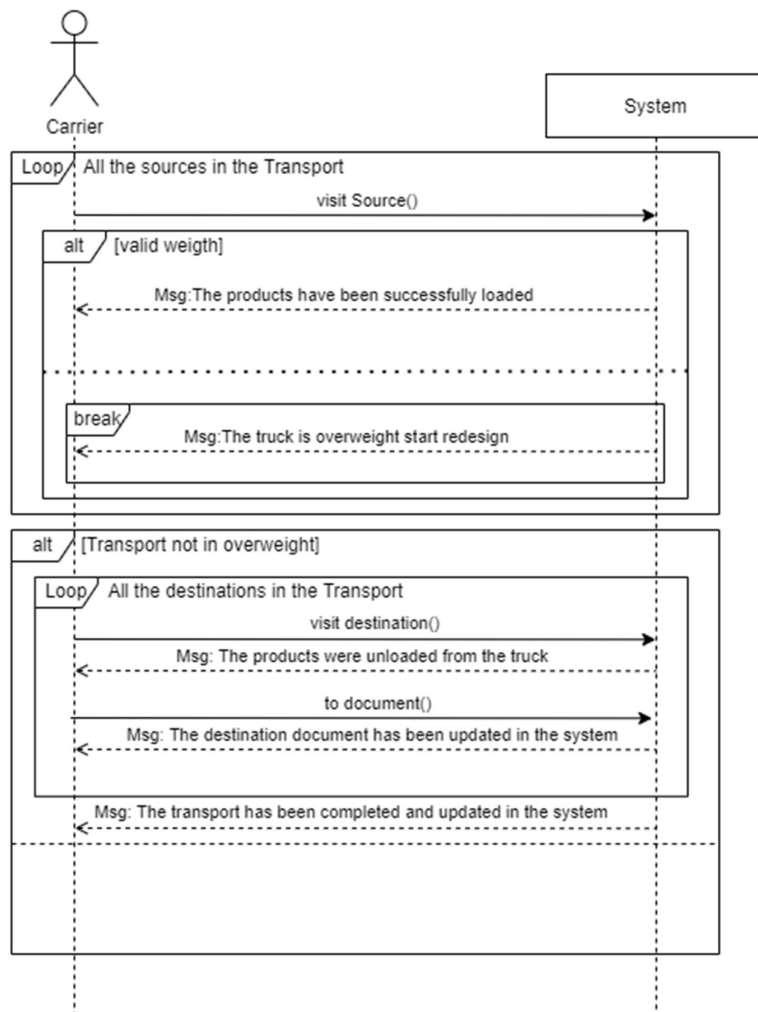 Carrier
System
Loop All the sources in the Transport
visit Source()
alt [valid weigth]
Msg:The products have been successfully loaded
break
Msg:The truck is overweight start redesign
alt [Transport not in overweight]
Loop All the destinations in the Transport
visit destination()
Msg: The products were unloaded from the truck
to document()
Msg: The destination document has been updated in the system
Msg: The transport has been completed and updated in the system